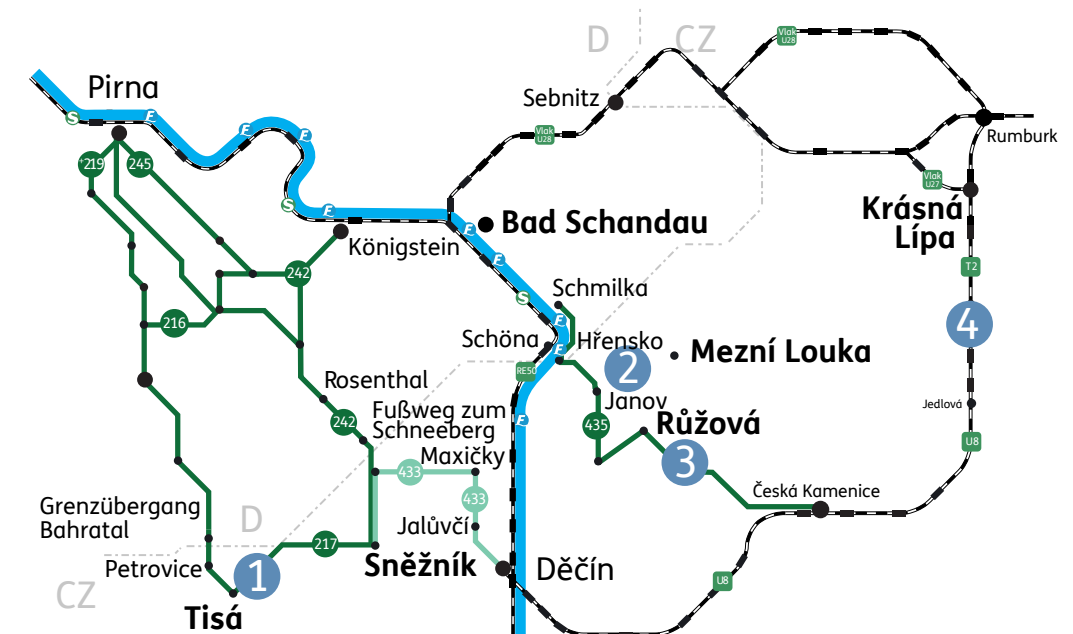 D
CZ
Vlak
U28
Pirna
Sebnitz
Vlak
U28
S
F
F
F
Rumburk
*219
245
Vlak
U27
Krásná
Lípa
S
F
Bad Schandau
F
Königstein
F
242
T2
S
Schmilka
216
F
4
Schöna
Hřensko
F
2
Mezní Louka
RE50
Rosenthal
Janov
Jedlová
Fußweg zum
Schneeberg
F
242
435
Růžová
U8
Maxičky
433
3
433
Česká Kamenice
Grenzübergang
Bahratal
D
Jalůvčí
217
Petrovice
1
Sněžník
Děčín
U8
CZ
Tisá